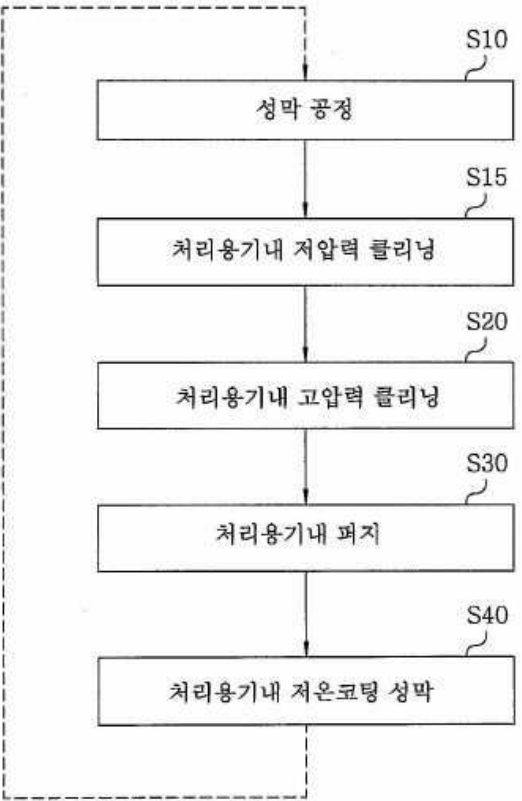 S10
성막 공정
S15
처리용기내 저압력 클리닝
S20
처리용기내 고압력 클리닝
S30
처리용기내 퍼지
S40
처리용기내 저온코팅 성막